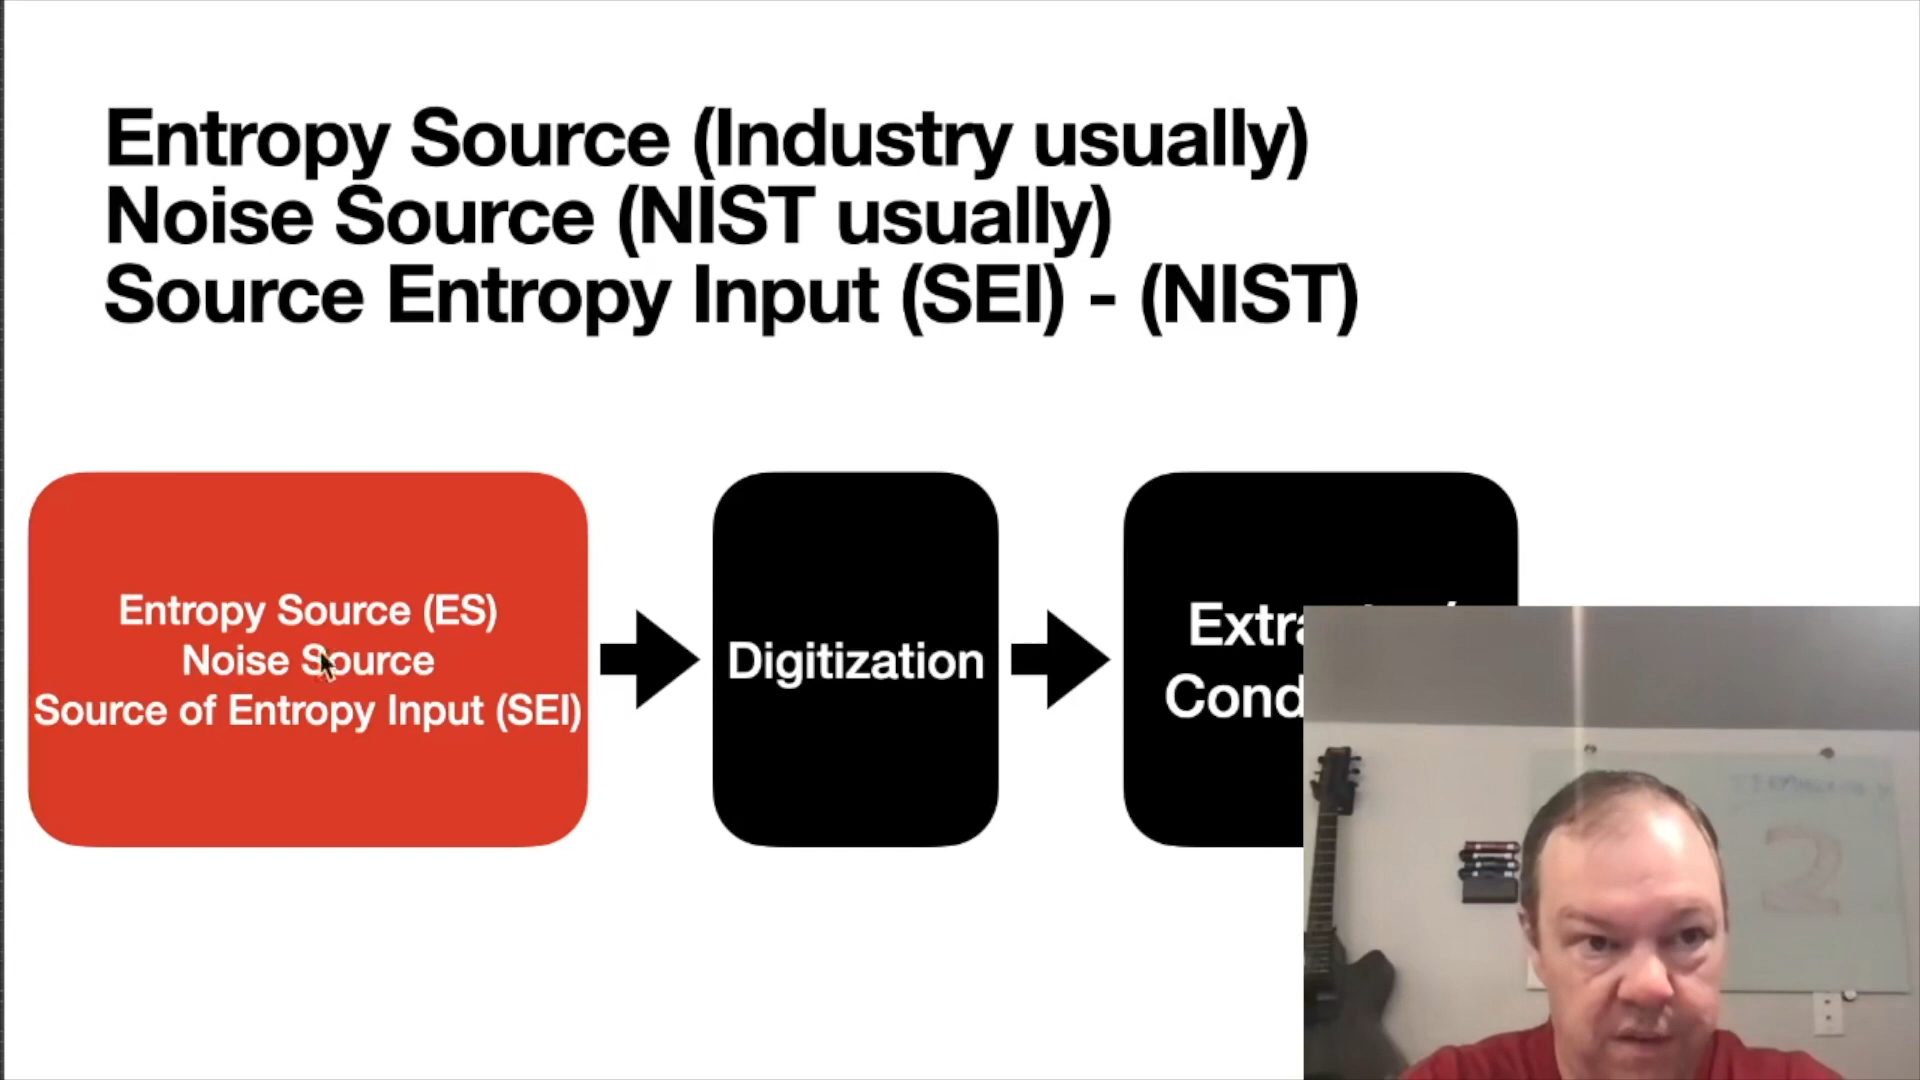 Entropy Source (Industry usually)
Noise Source (NIST usually)
Source Entropy Input (SEI) - (NIST)
Entropy Source (ES)
Noise Source
Source of Entropy Input (SEI)
Digitization
2